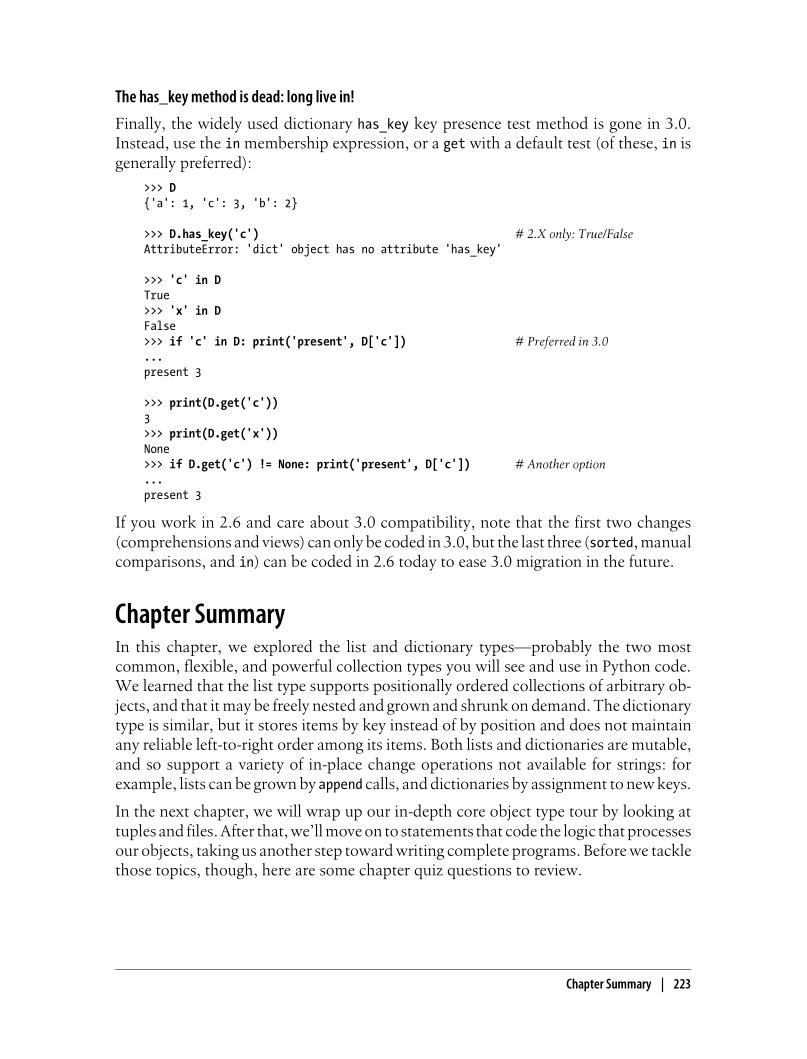 The has_key method is dead: long live in!
Finally, the widely used dictionary has_key key presence test method is gone in 3.0.
Instead, use the in membership expression, or a get with a default test (of these, in is
generally preferred):
>>> D
{'a': 1, 'c': 3, 'b': 2}
>>> D.has_key('c') # 2.X only: True/False
AttributeError: 'dict' object has no attribute 'has_key'
>>> 'c' in D
True
>>> 'x' in D
False
>>> if 'c' in D: print('present', D['c']) # Preferred in 3.0
...
present 3
>>> print(D.get('c'))
3
>>> print(D.get('x'))
None
>>> if D.get('c') != None: print('present', D['c']) # Another option
...
present 3
If you work in 2.6 and care about 3.0 compatibility, note that the first two changes
(comprehensions and views) can only be coded in 3.0, but the last three (sorted, manual
comparisons, and in) can be coded in 2.6 today to ease 3.0 migration in the future.
Chapter Summary
In this chapter, we explored the list and dictionary types—probably the two most
common, flexible, and powerful collection types you will see and use in Python code.
We learned that the list type supports positionally ordered collections of arbitrary ob-
jects, and that it may be freely nested and grown and shrunk on demand. The dictionary
type is similar, but it stores items by key instead of by position and does not maintain
any reliable left-to-right order among its items. Both lists and dictionaries are mutable,
and so support a variety of in-place change operations not available for strings: for
example, lists can be grown by append calls, and dictionaries by assignment to new keys.
In the next chapter, we will wrap up our in-depth core object type tour by looking at
tuples and files. After that, we'll move on to statements that code the logic that processes
our objects, taking us another step toward writing complete programs. Before we tackle
those topics, though, here are some chapter quiz questions to review.
Chapter Summary | 223